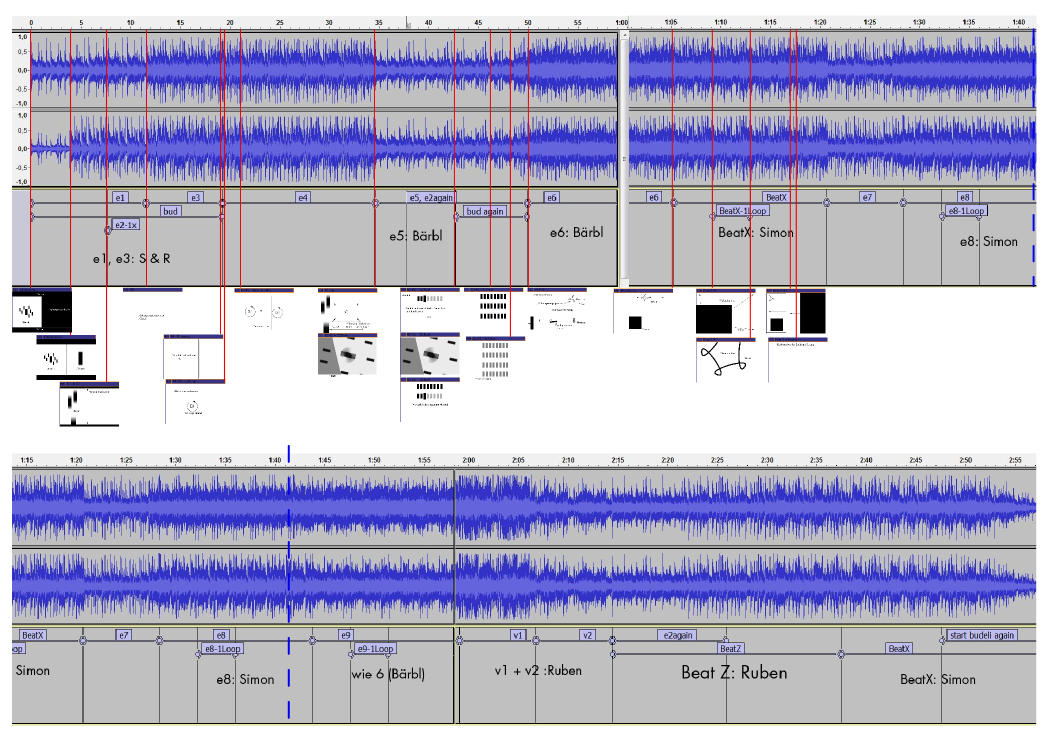 0 5 10 15 20 25 30 35 40 45 50 55 1:00 1:05 1:10 1:15 1:20 1:25 1:30 1:35 1:40
1,0
0,5
0,0
-0,5
-1,0
1,0
0,5
0,0
-0,5
-1,0
e1 e3 e4 e5, e2again e6 e6 BeatX e7 e8
bud bud again BeatX-1Loop e8-1Loop
e2-1x
e1, e3: S & R
e5: Bärbl
e6: Bärbl
BeatX: Simon
e8: Simon
1:15 1:20 1:25 1:30 1:35 1:40 1:45 1:50 1:55 2:00 2:05 2:10 2:15 2:20 2:25 2:30 2:35 2:40 2:45 2:50 2:55
BeatX e7 e8 e9 v1 v2 e2again start budeli again
op e8-1Loop e9-1Loop BeatZ BeatX
Simon
e8: Simon
wie 6 (Bärbl)
v1 + v2 :Ruben
Beat Z: Ruben
BeatX: Simon